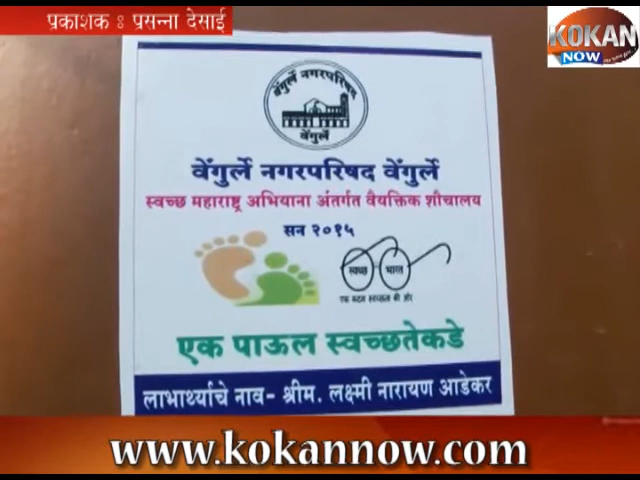 प्रकाशक : प्रसन्ना देसाई
KOKAN
NOW
वेंगुर्ले नगरपरिषद
वेंगुर्ले
वेंगुर्ले नगरपरिषद वेंगुर्ले
स्वच्छ महाराष्ट्र अभियाना अंतर्गत वैयक्तिक शौचालय
सन २०१५
स्वच्छ भारत
एक कदम स्वच्छता की ओर
एक पाऊल स्वच्छतेकडे
लाभार्थ्याचे नाव- श्रीम. लक्ष्मी नारायण आडेकर
www.kokannow.com